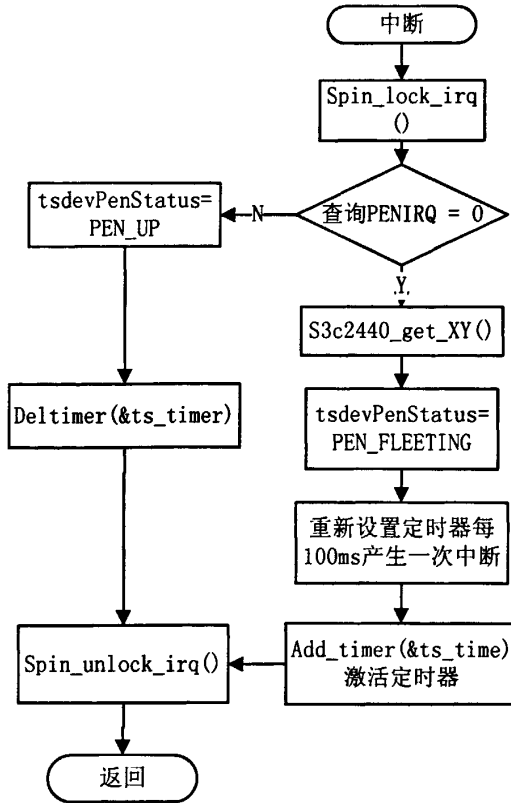 中断
Spin_lock_irq
()
查询PENIRQ = 0
N
Y
tsdevPenStatus=
PEN_UP
S3c2440_get_XY()
Deltimer(&ts_timer)
tsdevPenStatus=
PEN_FLEETING
重新设置定时器每
100ms产生一次中断
Add_timer(&ts_time)
激活定时器
Spin_unlock_irq()
返回